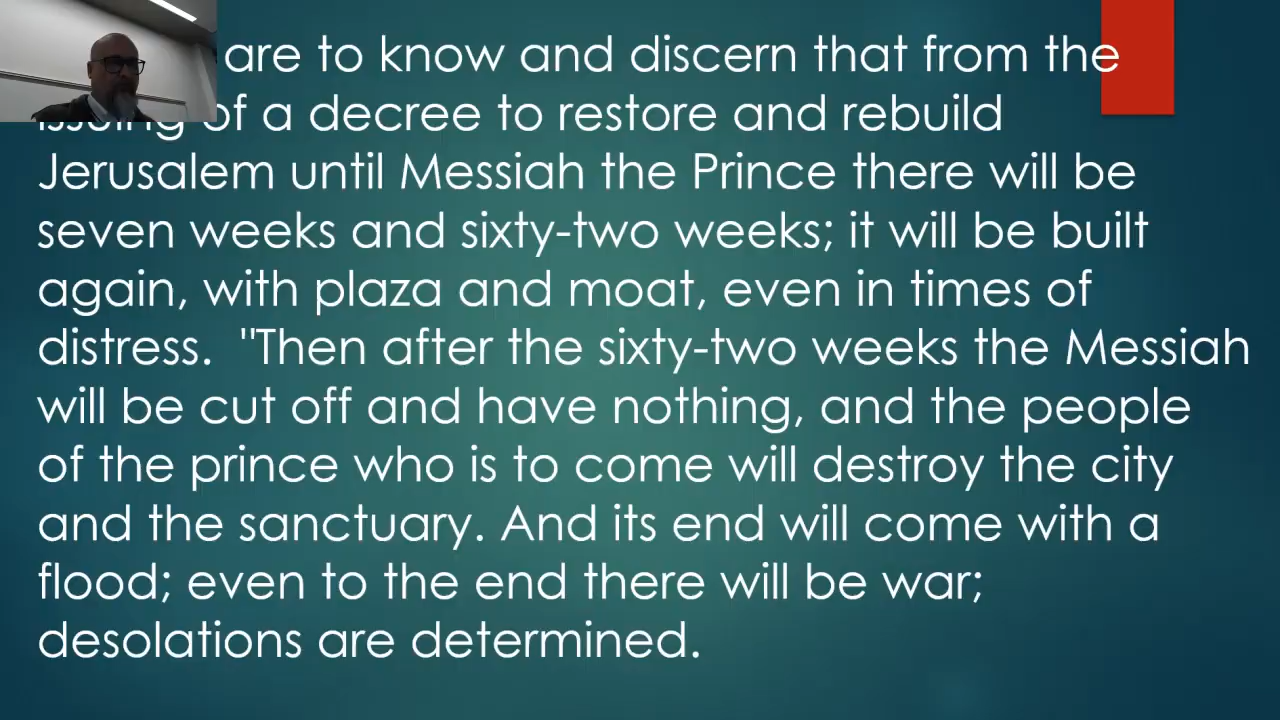 are to know and discern that from the
issuing of a decree to restore and rebuild
Jerusalem until Messiah the Prince there will be
seven weeks and sixty-two weeks; it will be built
again, with plaza and moat, even in times of
distress.  "Then after the sixty-two weeks the Messiah
will be cut off and have nothing, and the people
of the prince who is to come will destroy the city
and the sanctuary. And its end will come with a
flood; even to the end there will be war;
desolations are determined.